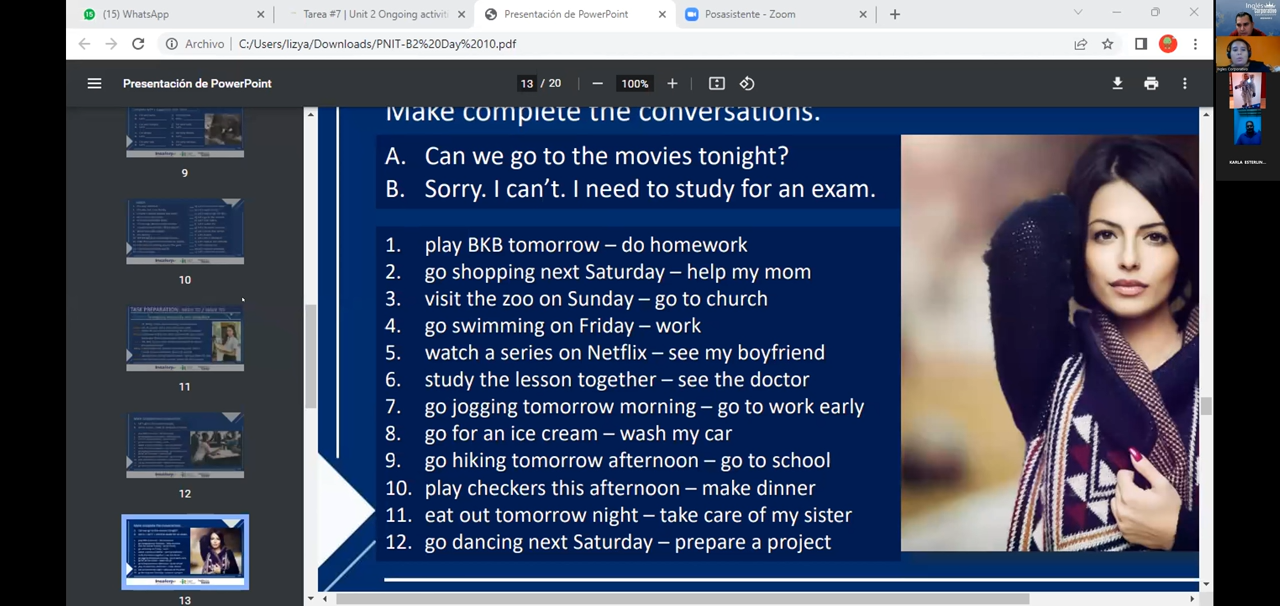 (15) WhatsApp
Tarea #7 | Unit 2 Ongoing activit
Presentación de PowerPoint
Posasistente - Zoom
Archivo
C:/Users/lizya/Downloads/PNIT-B2%20Day%2010.pdf
Presentación de PowerPoint
13 / 20
100%
Make complete the conversations.
A. Can we go to the movies tonight?
B. Sorry. I can't. I need to study for an exam.
1. play BKB tomorrow – do homework
2. go shopping next Saturday – help my mom
3. visit the zoo on Sunday – go to church
4. go swimming on Friday – work
5. watch a series on Netflix – see my boyfriend
6. study the lesson together – see the doctor
7. go jogging tomorrow morning – go to work early
8. go for an ice cream – wash my car
9. go hiking tomorrow afternoon – go to school
10. play checkers this afternoon – make dinner
11. eat out tomorrow night – take care of my sister
12. go dancing next Saturday – prepare a project
9
10
11
12
13
Inglés
Corporativo
KARLA ESTERLIN